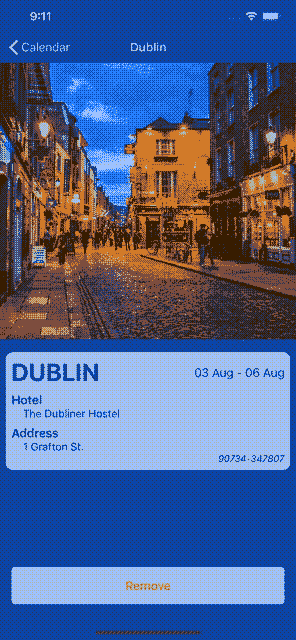 9:11
Calendar
Dublin
DUBLIN
03 Aug - 06 Aug
Hotel
The Dubliner Hostel
Address
1 Grafton St.
90734-347807
Remove